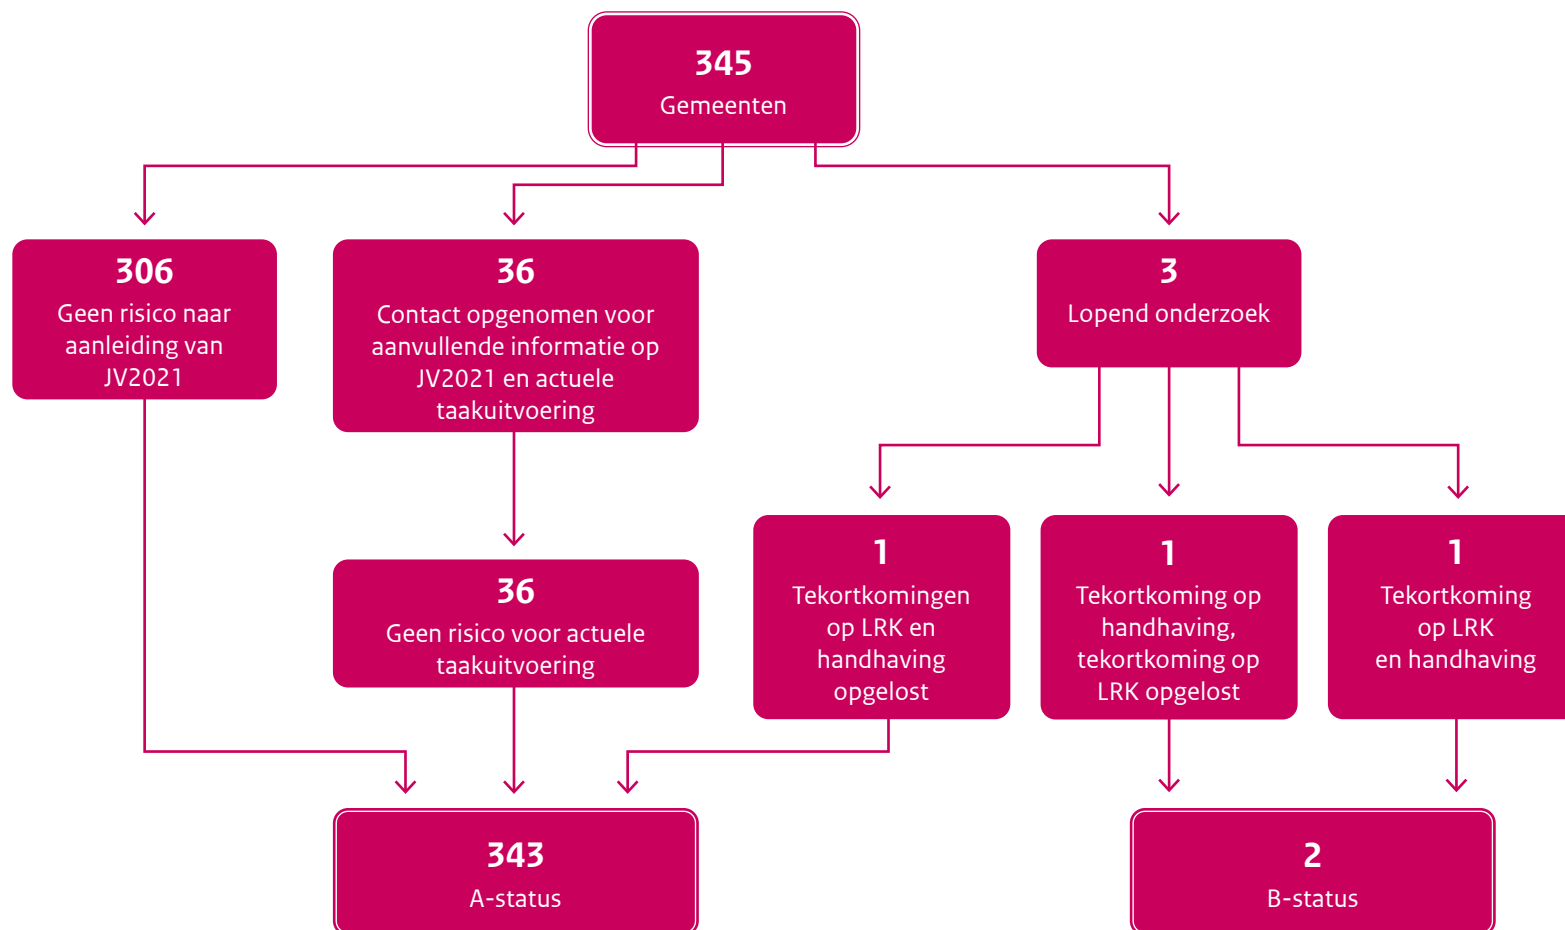 345
Gemeenten
306
Geen risico naar
aanleiding van
JV2021
36
Contact opgenomen voor
aanvullende informatie op
JV2021 en actuele
taakuitvoering
3
Lopend onderzoek
36
Geen risico voor actuele
taakuitvoering
1
Tekortkomingen
op LRK en
handhaving
opgelost
1
Tekortkoming op
handhaving,
tekortkoming op
LRK opgelost
1
Tekortkoming
op LRK
en handhaving
343
A-status
2
B-status